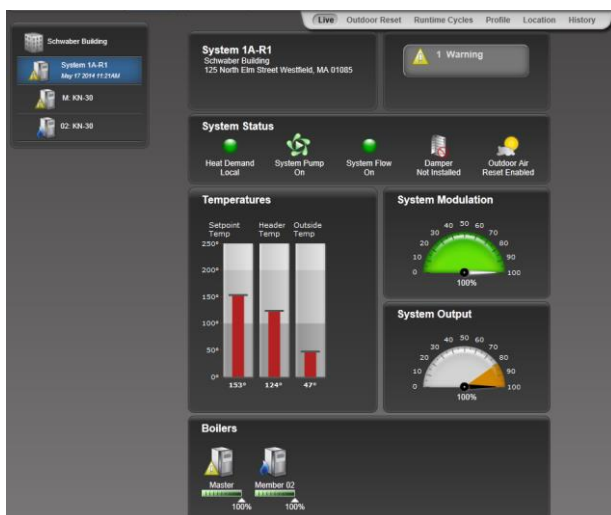 Live Outdoor Reset Runtime Cycles Profile Location History
Schwaber Building
System 1A-R1
May 17 2014 11:21AM
M: KN-30
02: KN-30
System 1A-R1
Schwaber Building
125 North Elm Street Westfield, MA 01085
1 Warning
System Status
Heat Demand
Local
System Pump
On
System Flow
On
Damper
Not Installed
Outdoor Air
Reset Enabled
Temperatures
Setpoint
Temp
Header
Temp
Outside
Temp
250°
200°
150°
100°
50°
0°
153° 124° 47°
System Modulation
0 10 20 30 40 50 60 70 80 90 100
100%
System Output
0 10 20 30 40 50 60 70 80 90 100
100%
Boilers
Master
100%
Member 02
100%